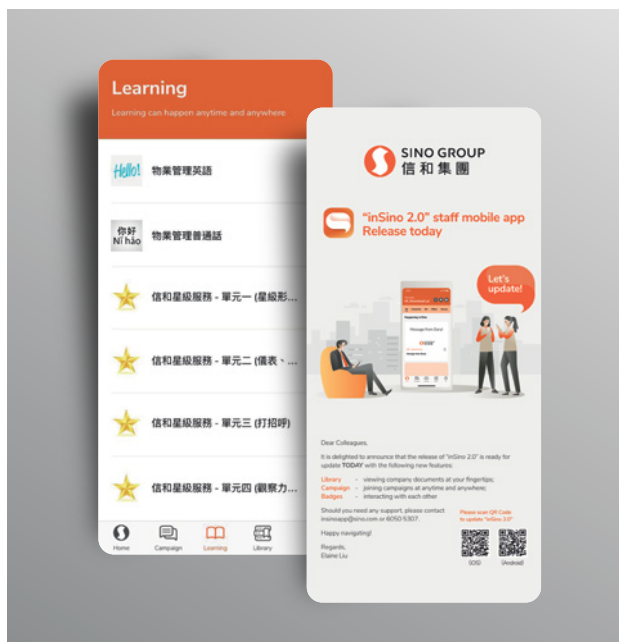 Learning
Learning can happen anytime and anywhere
Hello!
物業管理英語
你好
Nǐ hǎo
物業管理普通話
信和星級服務 - 單元一 (星級形...
信和星級服務 - 單元二 (儀表、...
信和星級服務 - 單元三 (打招呼)
信和星級服務 - 單元四 (觀察力...
Home
Campaign
Learning
Library
SINO GROUP
信和集團
"inSino 2.0" staff mobile app
Release today
Let's
update!
Message from Daryl
Dear Colleagues,
It is delighted to announce that the release of "inSino 2.0" is ready for
update TODAY with the following new features:
Library - viewing company documents at your fingertips;
Campaign - joining campaigns at anytime and anywhere;
Badges - interacting with each other
Should you need any support, please contact
insinoapp@sino.com or 6050 5307.
Happy navigating!
Regards,
Elaine Liu
Please scan QR Code
to update "inSino 2.0"
(iOS)
(Android)